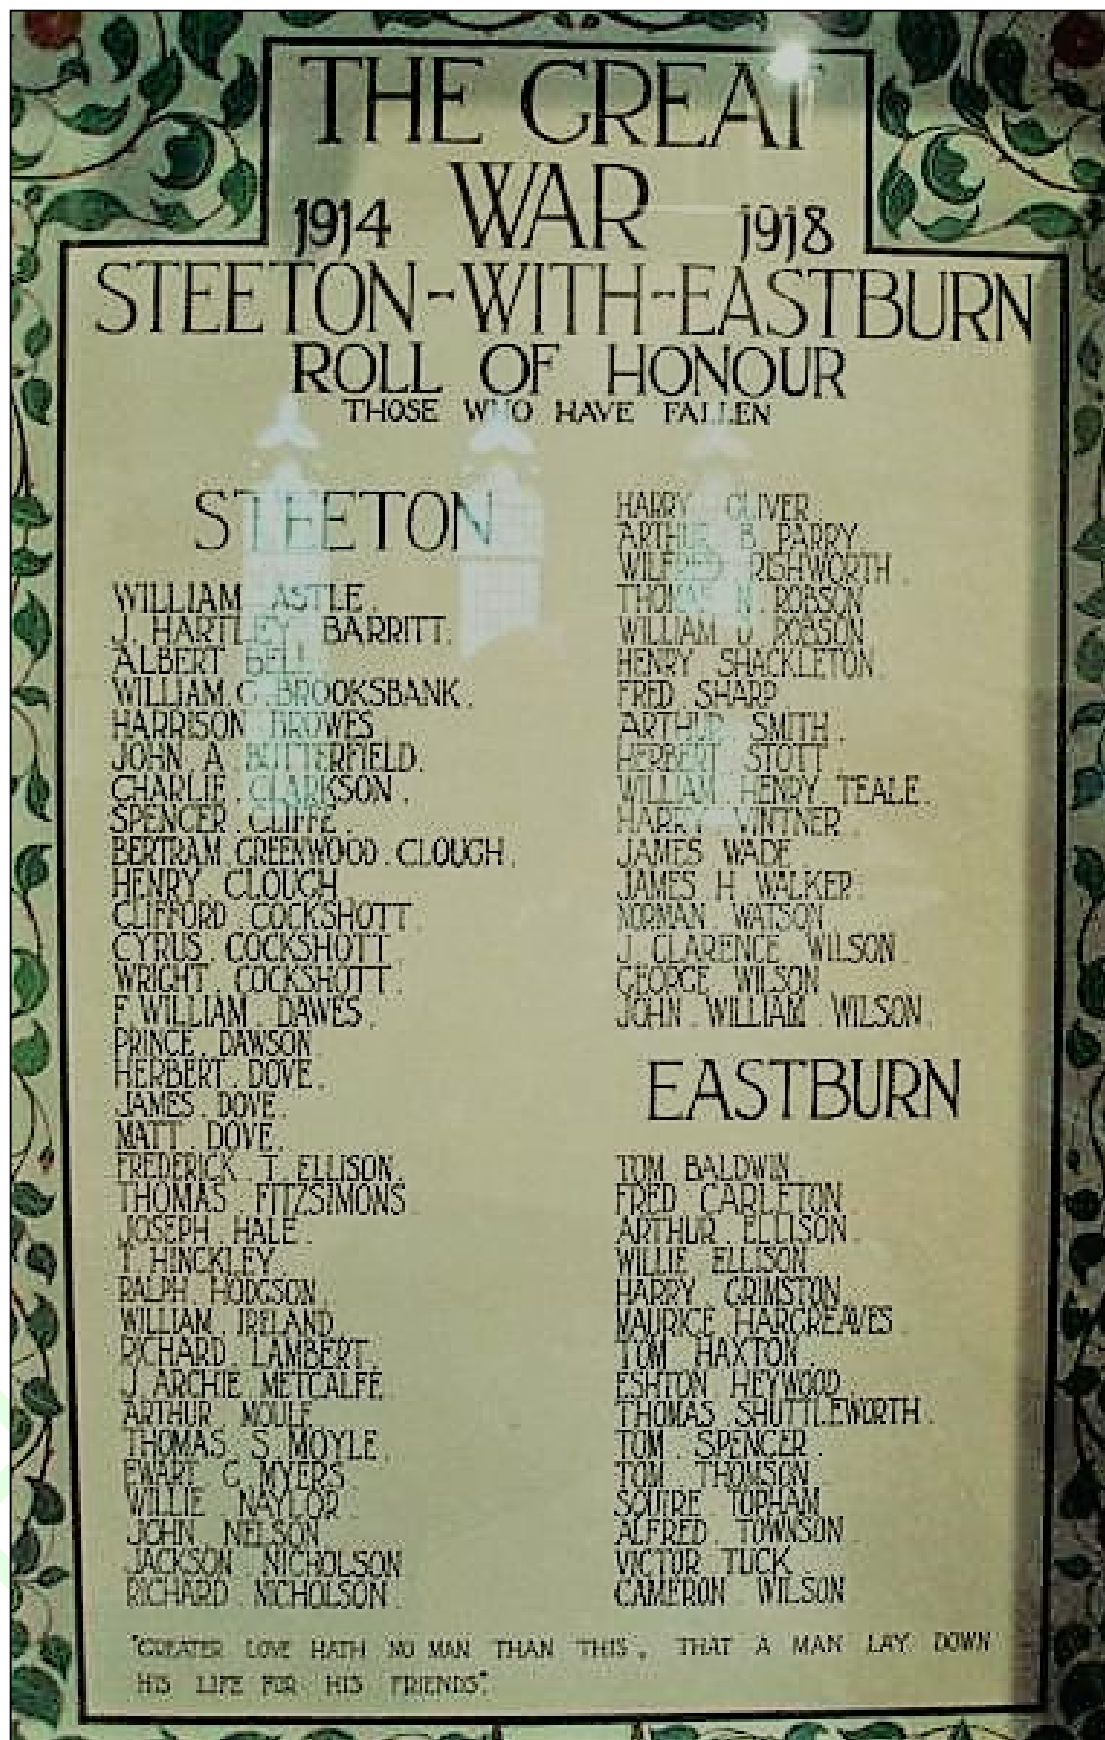 THE GREAT
WAR
1914 1918
STEETON-WITH-EASTBURN
ROLL OF HONOUR
THOSE WHO HAVE FALLEN
STEETON
WILLIAM ASTLE.
J. HARTLEY. BARRITT.
ALBERT BELL.
WILLIAM.G.BROOKSBANK.
HARRISON BROWES
JOHN A BUTTERFIELD.
CHARLIE CLARKSON.
SPENCER CLIFFE.
BERTRAM.GREENWOOD.CLOUGH.
HENRY CLOUGH
CLIFFORD COCKSHOTT.
CYRUS. COCKSHOTT.
WRIGHT. COCKSHOTT.
F. WILLIAM. DAWES.
PRINCE. DAWSON.
HERBERT. DOVE.
JAMES. DOVE.
MATT. DOVE.
FREDERICK T. ELLISON.
THOMAS FITZSIMONS.
JOSEPH HALE.
T. HINCKLEY.
RALPH HODGSON.
WILLIAM IRELAND.
RICHARD LAMBERT.
J. ARCHIE METCALFE.
ARTHUR MOULE
THOMAS. S. MOYLE.
EWART. G. MYERS.
WILLIE NAYLOR.
JOHN NELSON
JACKSON NICHOLSON
RICHARD NICHOLSON.
HARRY OLIVER
ARTHUR B PARRY
WILFRED RISHWORTH.
THOMAS N. ROBSON
WILLIAM D. ROBSON
HENRY SHACKLETON.
FRED SHARP
ARTHUR SMITH.
HERBERT STOTT.
WILLIAM HENRY TEALE.
HARRY VINTNER.
JAMES WADE.
JAMES H WALKER.
NORMAN WATSON
J. CLARENCE WILSON.
GEORGE WILSON
JOHN. WILLIAM. WILSON.
EASTBURN
TOM BALDWIN.
FRED CARLETON.
ARTHUR ELLISON.
WILLIE ELLISON
HARRY GRIMSTON.
MAURICE HARGREAVES.
TOM HAXTON.
ESHTON HEYWOOD.
THOMAS SHUTTLEWORTH.
TOM SPENCER.
TOM THOMSON
SQUIRE TOPHAM
ALFRED TOWNSON.
VICTOR TUCK.
CAMERON WILSON
"GREATER LOVE HATH NO MAN THAN THIS, THAT A MAN LAY DOWN
HIS LIFE FOR HIS FRIENDS".